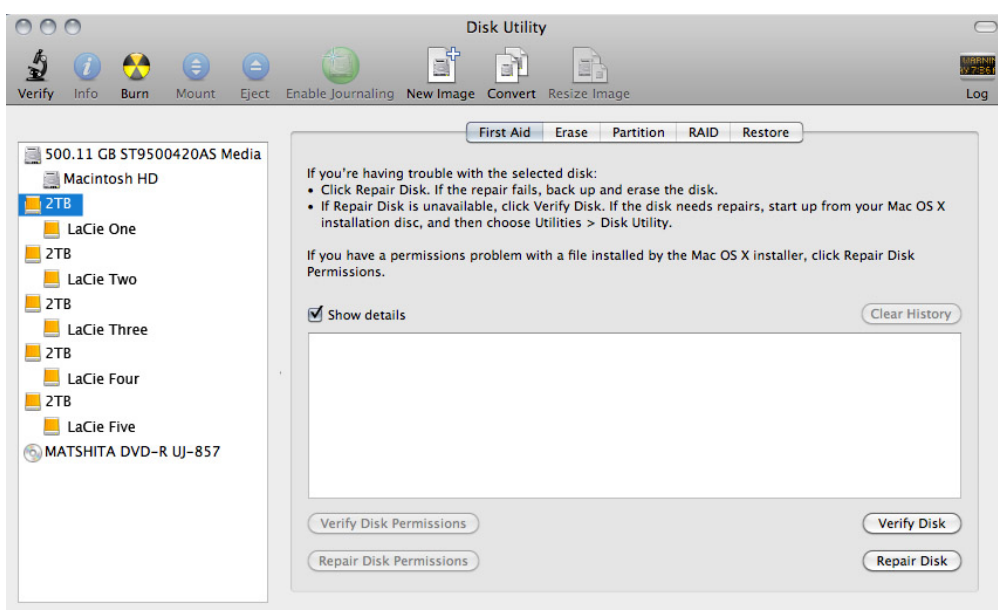 Disk Utility
Verify Info Burn Mount Eject Enable Journaling New Image Convert Resize Image Log
First Aid Erase Partition RAID Restore
500.11 GB ST9500420AS Media
Macintosh HD
2TB
LaCie One
2TB
LaCie Two
2TB
LaCie Three
2TB
LaCie Four
2TB
LaCie Five
MATSHITA DVD-R UJ-857
If you're having trouble with the selected disk:
• Click Repair Disk. If the repair fails, back up and erase the disk.
• If Repair Disk is unavailable, click Verify Disk. If the disk needs repairs, start up from your Mac OS X
installation disc, and then choose Utilities > Disk Utility.
If you have a permissions problem with a file installed by the Mac OS X installer, click Repair Disk
Permissions.
Show details
Clear History
Verify Disk Permissions
Verify Disk
Repair Disk Permissions
Repair Disk